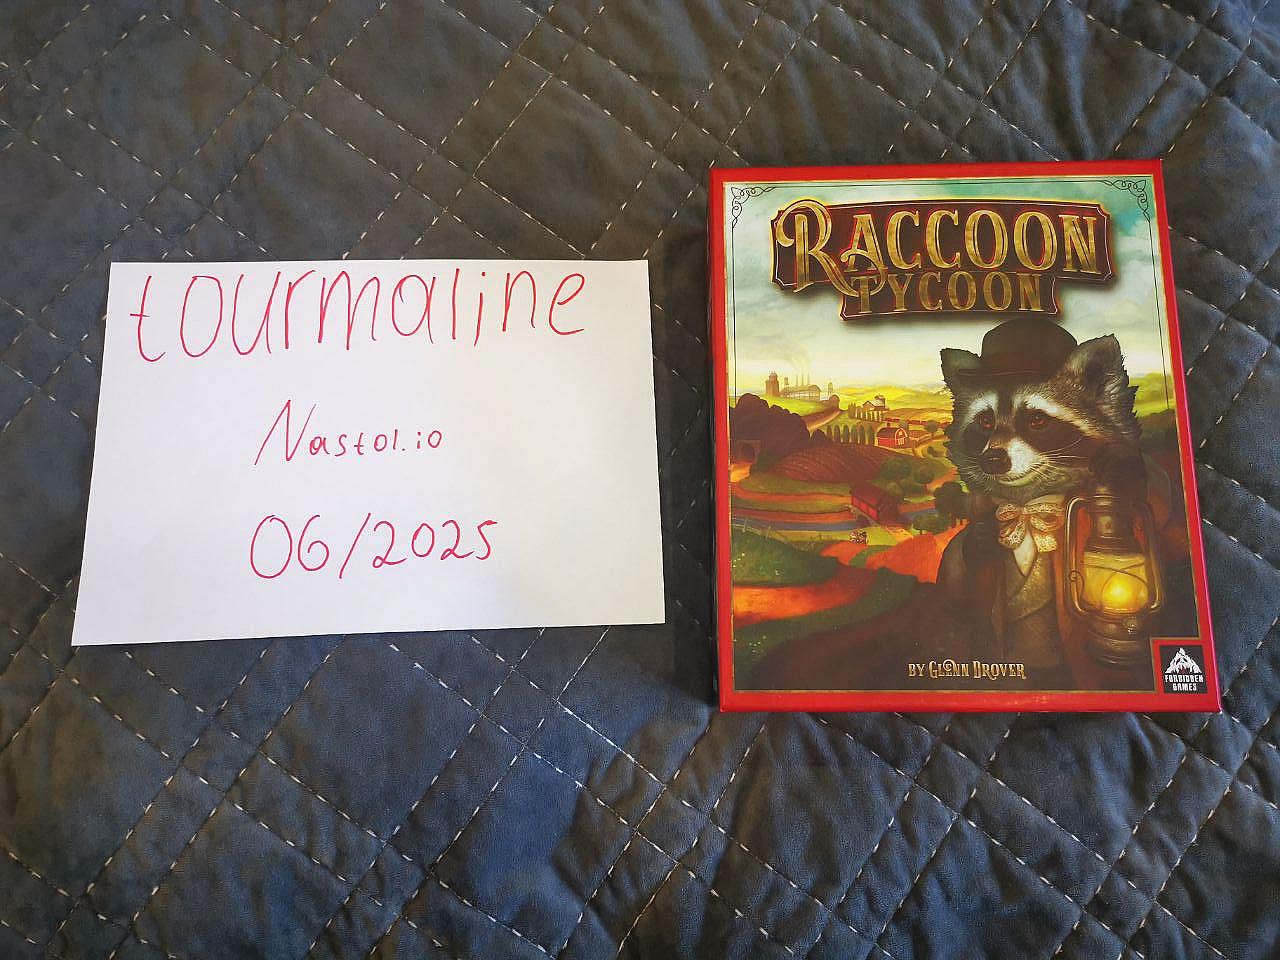 tourmaline
Nastol.io
06/2025
RACCOON
TYCOON
BY GLENN DROVER
FORBIDDEN
GAMES